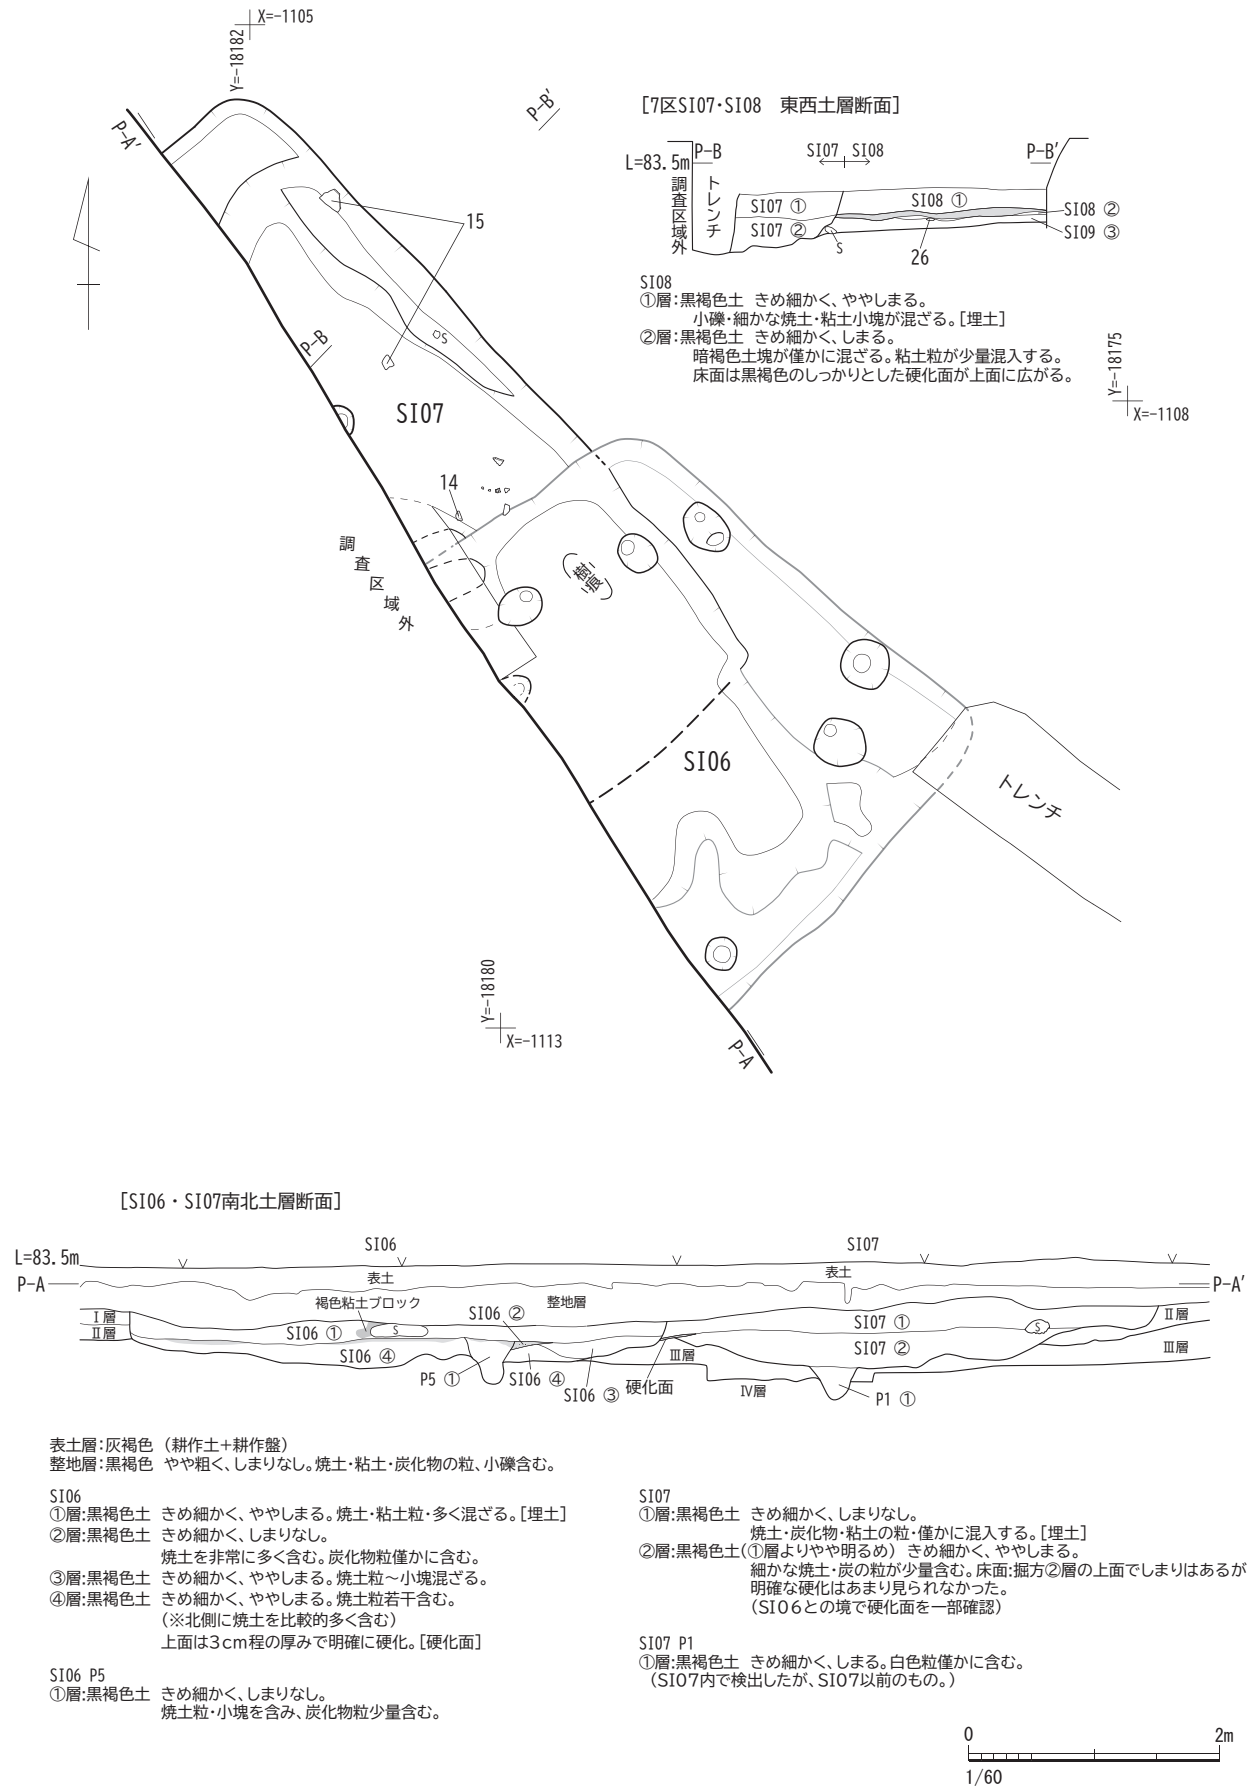 X=-1105
Y=-18182
P-A′
P-B′
[7区SI07・SI08　東西土層断面]
L=83.5m
P-B
SI07
SI08
P-B′
調査区域外
トレンチ
SI07 ①
SI07 ②
SI08 ①
SI08 ②
SI09 ③
S
26
SI08
①層：黒褐色土　きめ細かく、ややしまる。
小礫・細かな焼土・粘土小塊が混ざる。[埋土]
②層：黒褐色土　きめ細かく、しまる。
暗褐色土塊が僅かに混ざる。粘土粒が少量混入する。
床面は黒褐色のしっかりとした硬化面が上面に広がる。
Y=-18175
X=-1108
15
S
P-B
SI07
14
調査区域外
樹痕
SI06
トレンチ
Y=-18180
X=-1113
P-A
[SI06・SI07南北土層断面]
L=83.5m
SI06
SI07
P-A
表土
表土
P-A′
褐色粘土ブロック
SI06 ②
整地層
Ⅰ層
Ⅱ層
SI06 ①
S
SI07 ①
S
Ⅱ層
SI06 ④
SI07 ②
Ⅲ層
Ⅲ層
P5 ①
SI06 ④
SI06 ③
硬化面
Ⅳ層
P1 ①
表土層：灰褐色　(耕作土＋耕作盤)
整地層：黒褐色　やや粗く、しまりなし。焼土・粘土・炭化物の粒、小礫含む。
SI06
①層:黒褐色土　きめ細かく、ややしまる。焼土・粘土粒・多く混ざる。[埋土]
②層:黒褐色土　きめ細かく、しまりなし。
焼土を非常に多く含む。炭化物粒僅かに含む。
③層:黒褐色土　きめ細かく、ややしまる。焼土粒～小塊混ざる。
④層:黒褐色土　きめ細かく、ややしまる。焼土粒若干含む。
(※北側に焼土を比較的多く含む)
上面は3cm程の厚みで明確に硬化。[硬化面]
SI06 P5
①層:黒褐色土　きめ細かく、しまりなし。
焼土粒・小塊を含み、炭化物粒少量含む。
SI07
①層:黒褐色土　きめ細かく、しまりなし。
焼土・炭化物・粘土の粒・僅かに混入する。[埋土]
②層:黒褐色土(①層よりやや明るめ)　きめ細かく、ややしまる。
細かな焼土・炭の粒が少量含む。床面:掘方②層の上面でしまりはあるが
明確な硬化はあまり見られなかった。
(SI06との境で硬化面を一部確認)
SI07 P1
①層:黒褐色土　きめ細かく、しまる。白色粒僅かに含む。
(SI07内で検出したが、SI07以前のもの。)
0
2m
1/60